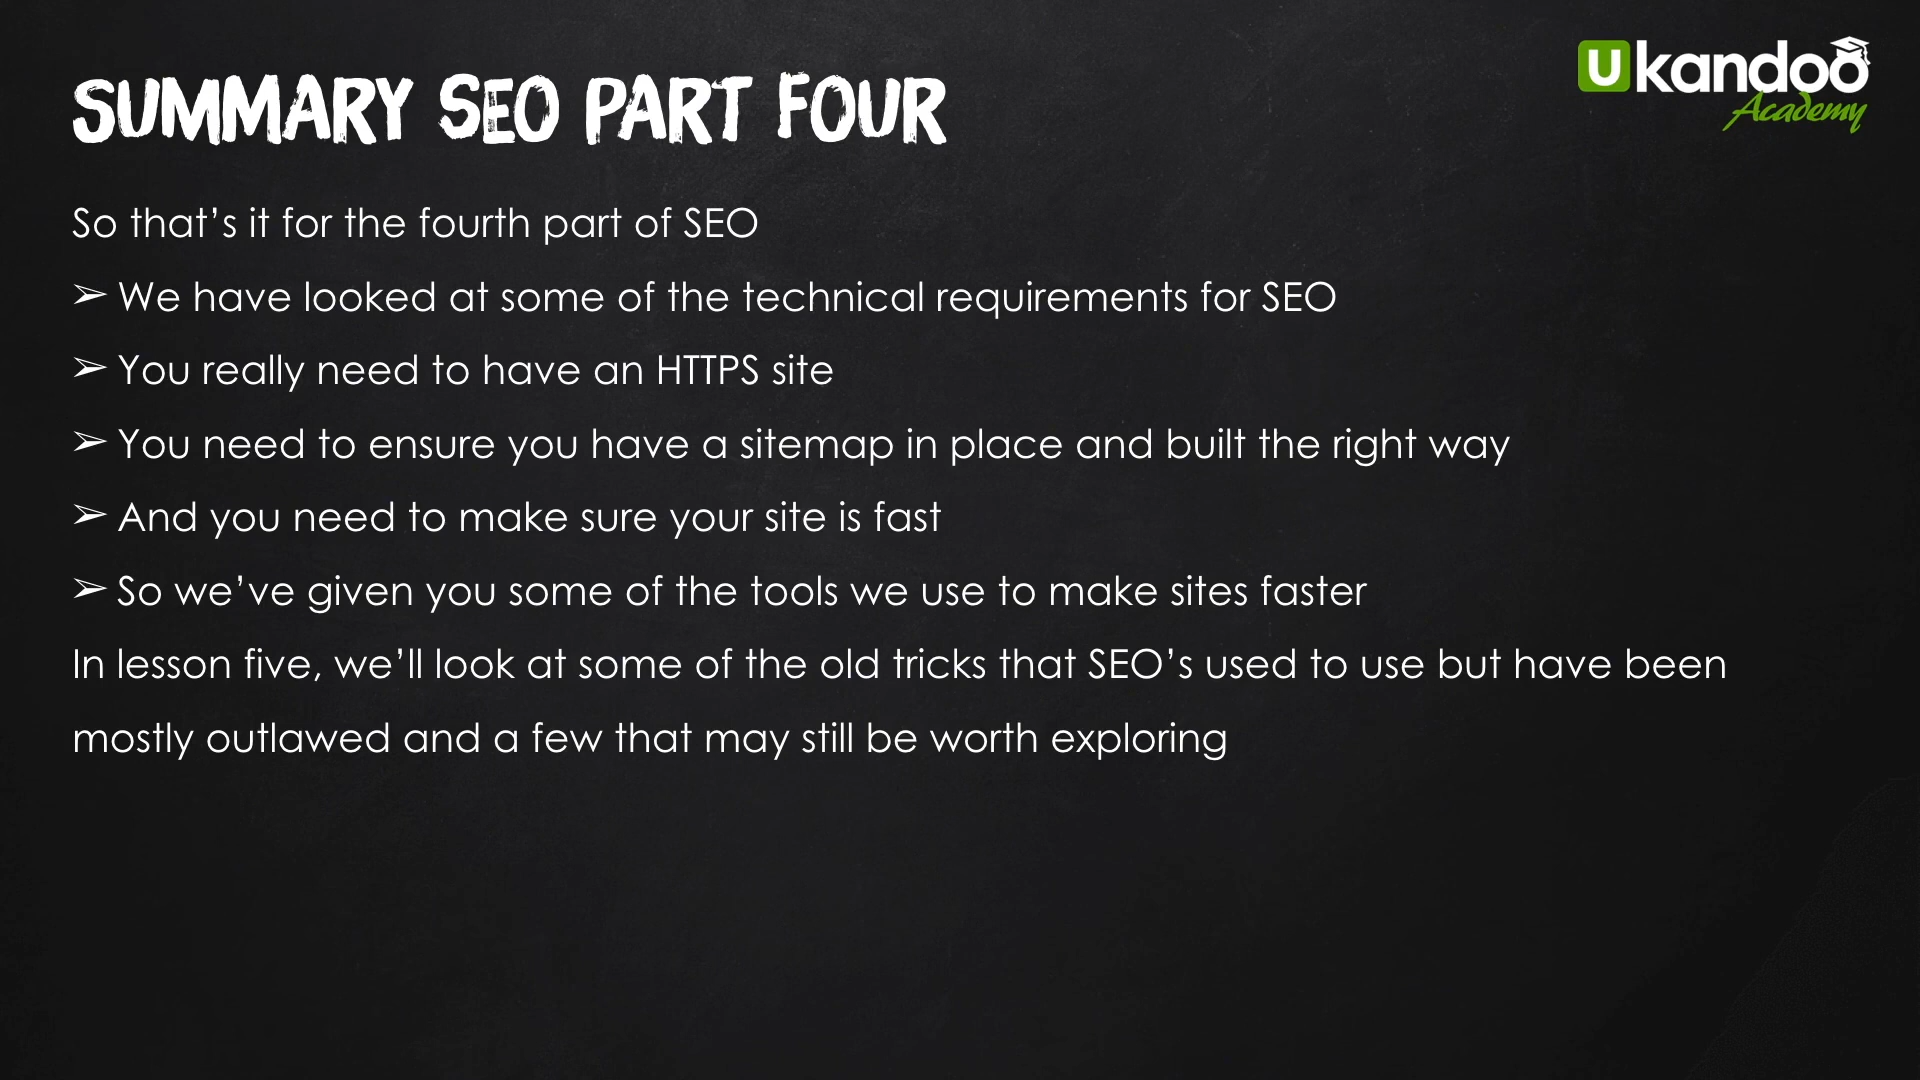 Ukandoo
Academy
SUMMARY SEO PART FOUR
So that’s it for the fourth part of SEO
➢ We have looked at some of the technical requirements for SEO
➢ You really need to have an HTTPS site
➢ You need to ensure you have a sitemap in place and built the right way
➢ And you need to make sure your site is fast
➢ So we’ve given you some of the tools we use to make sites faster
In lesson five, we’ll look at some of the old tricks that SEO’s used to use but have been
mostly outlawed and a few that may still be worth exploring